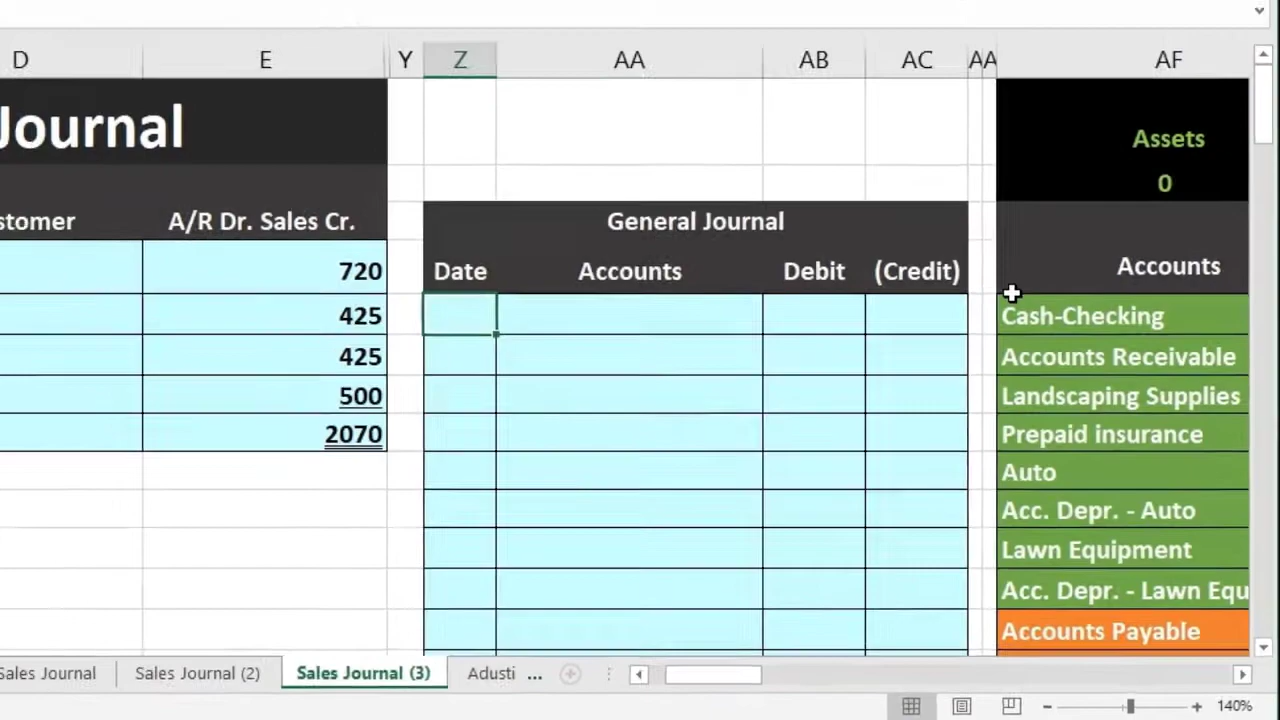 D E Y Z AA AB AC AA AF
Journal
Assets
0
stomer A/R Dr. Sales Cr. General Journal
Date Accounts Debit (Credit) Accounts
720
425 Cash-Checking
425 Accounts Receivable
500 Landscaping Supplies
2070 Prepaid insurance
Auto
Acc. Depr. - Auto
Lawn Equipment
Acc. Depr. - Lawn Equ
Accounts Payable
Sales Journal Sales Journal (2) Sales Journal (3) Adusti ...
140%